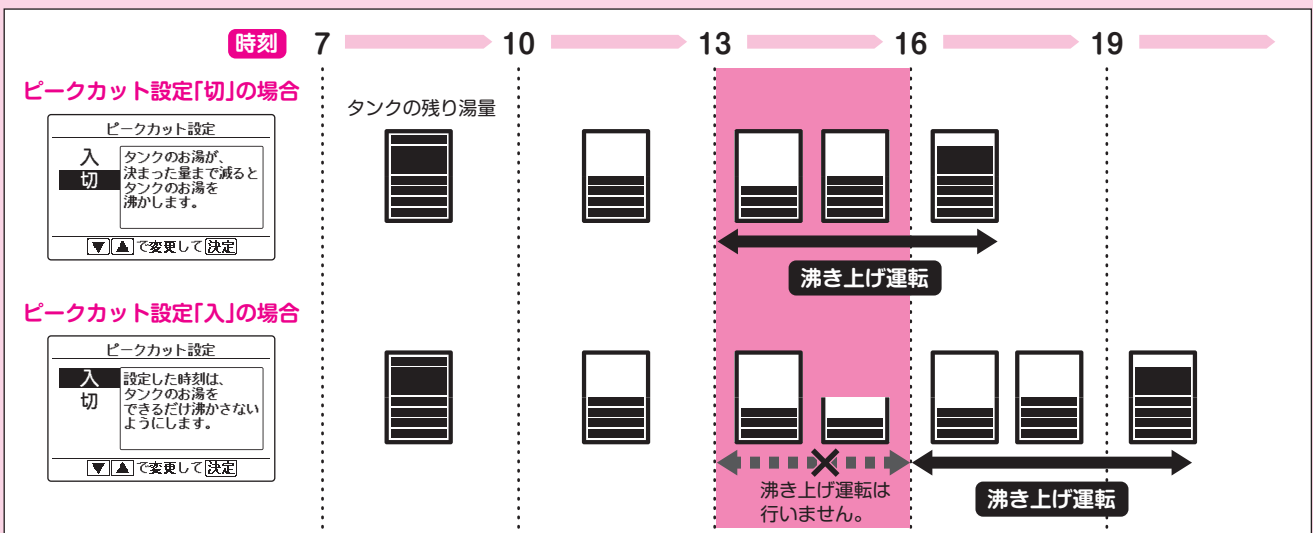 時刻 7 10 13 16 19
ピークカット設定「切」の場合
タンクの残り湯量
ピークカット設定
入
切
タンクのお湯が、
決まった量まで減ると
タンクのお湯を
沸かします。
▼▲で変更して決定
沸き上げ運転
ピークカット設定「入」の場合
ピークカット設定
入
切
設定した時刻は、
タンクのお湯を
できるだけ沸かさない
ようにします。
▼▲で変更して決定
沸き上げ運転は
行いません。
沸き上げ運転